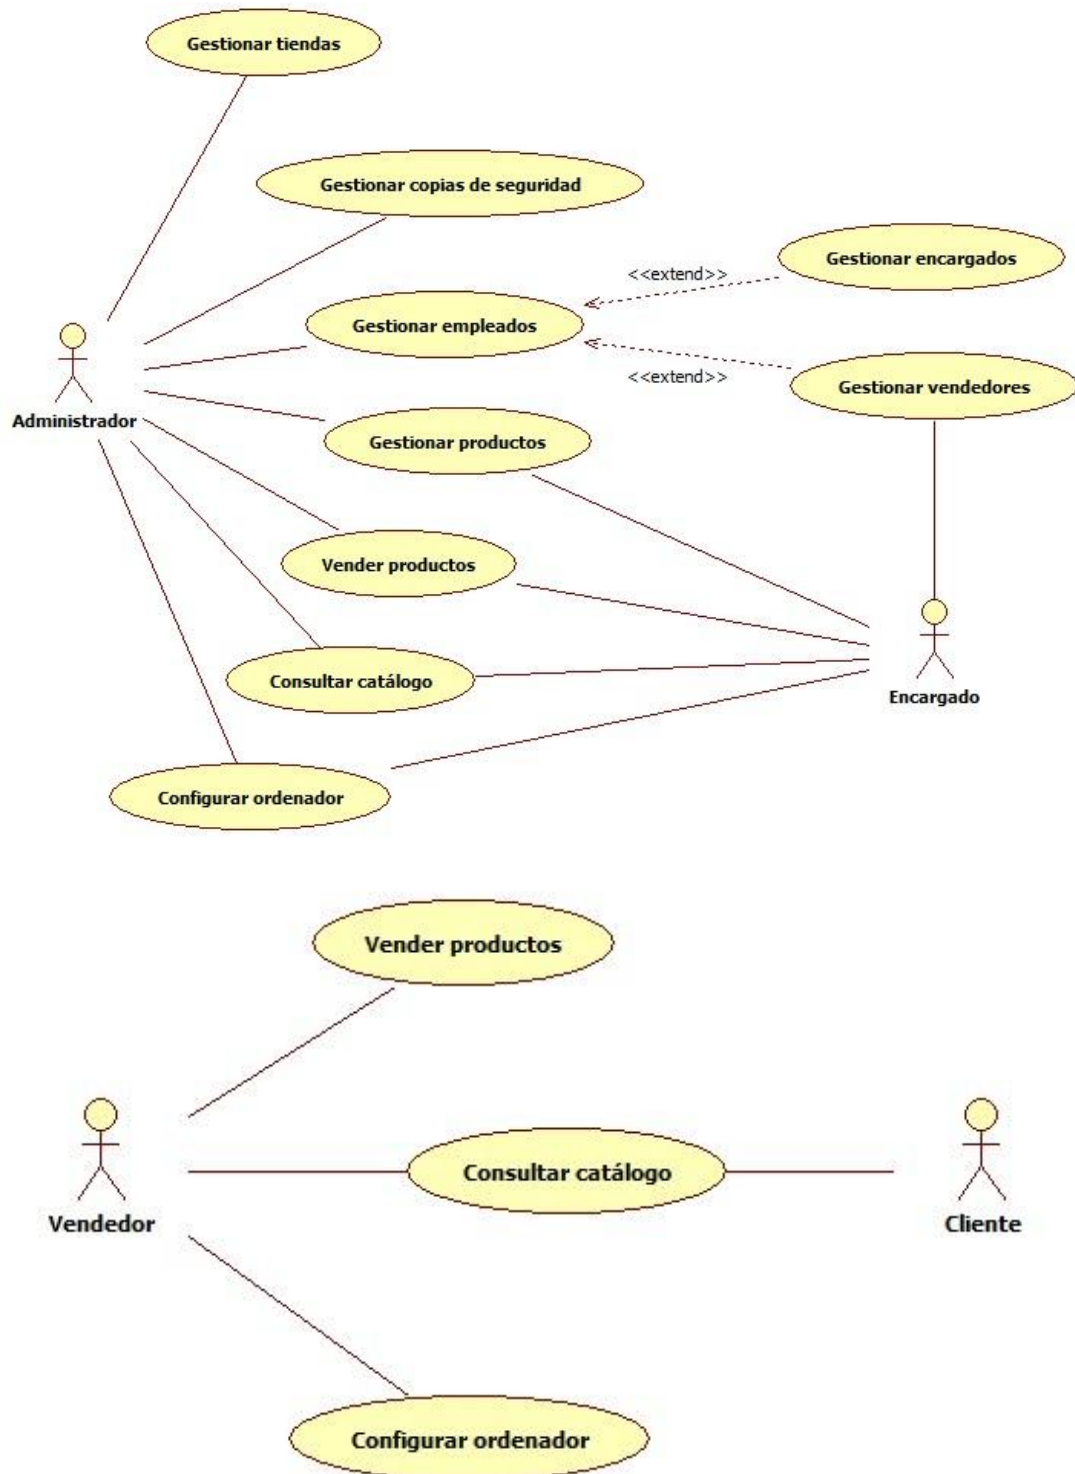 Gestionar tiendas
Gestionar copias de seguridad
Gestionar encargados
<<extend>>
Gestionar empleados
<<extend>>
Gestionar vendedores
Administrador
Gestionar productos
Vender productos
Consultar catálogo
Encargado
Configurar ordenador
Vender productos
Consultar catálogo
Vendedor
Cliente
Configurar ordenador